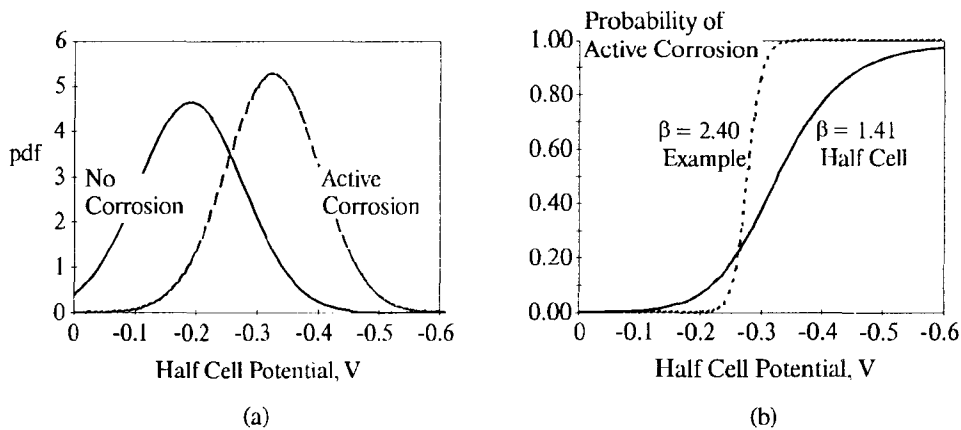 6
5
4
3
2
1
0
pdf
No
Corrosion
Active
Corrosion
0 -0.1 -0.2 -0.3 -0.4 -0.5 -0.6
Half Cell Potential, V
(a)
Probability of
Active Corrosion
1.00
0.80
0.60
0.40
0.20
0.00
β = 2.40
Example
β = 1.41
Half Cell
0 -0.1 -0.2 -0.3 -0.4 -0.5 -0.6
Half Cell Potential, V
(b)